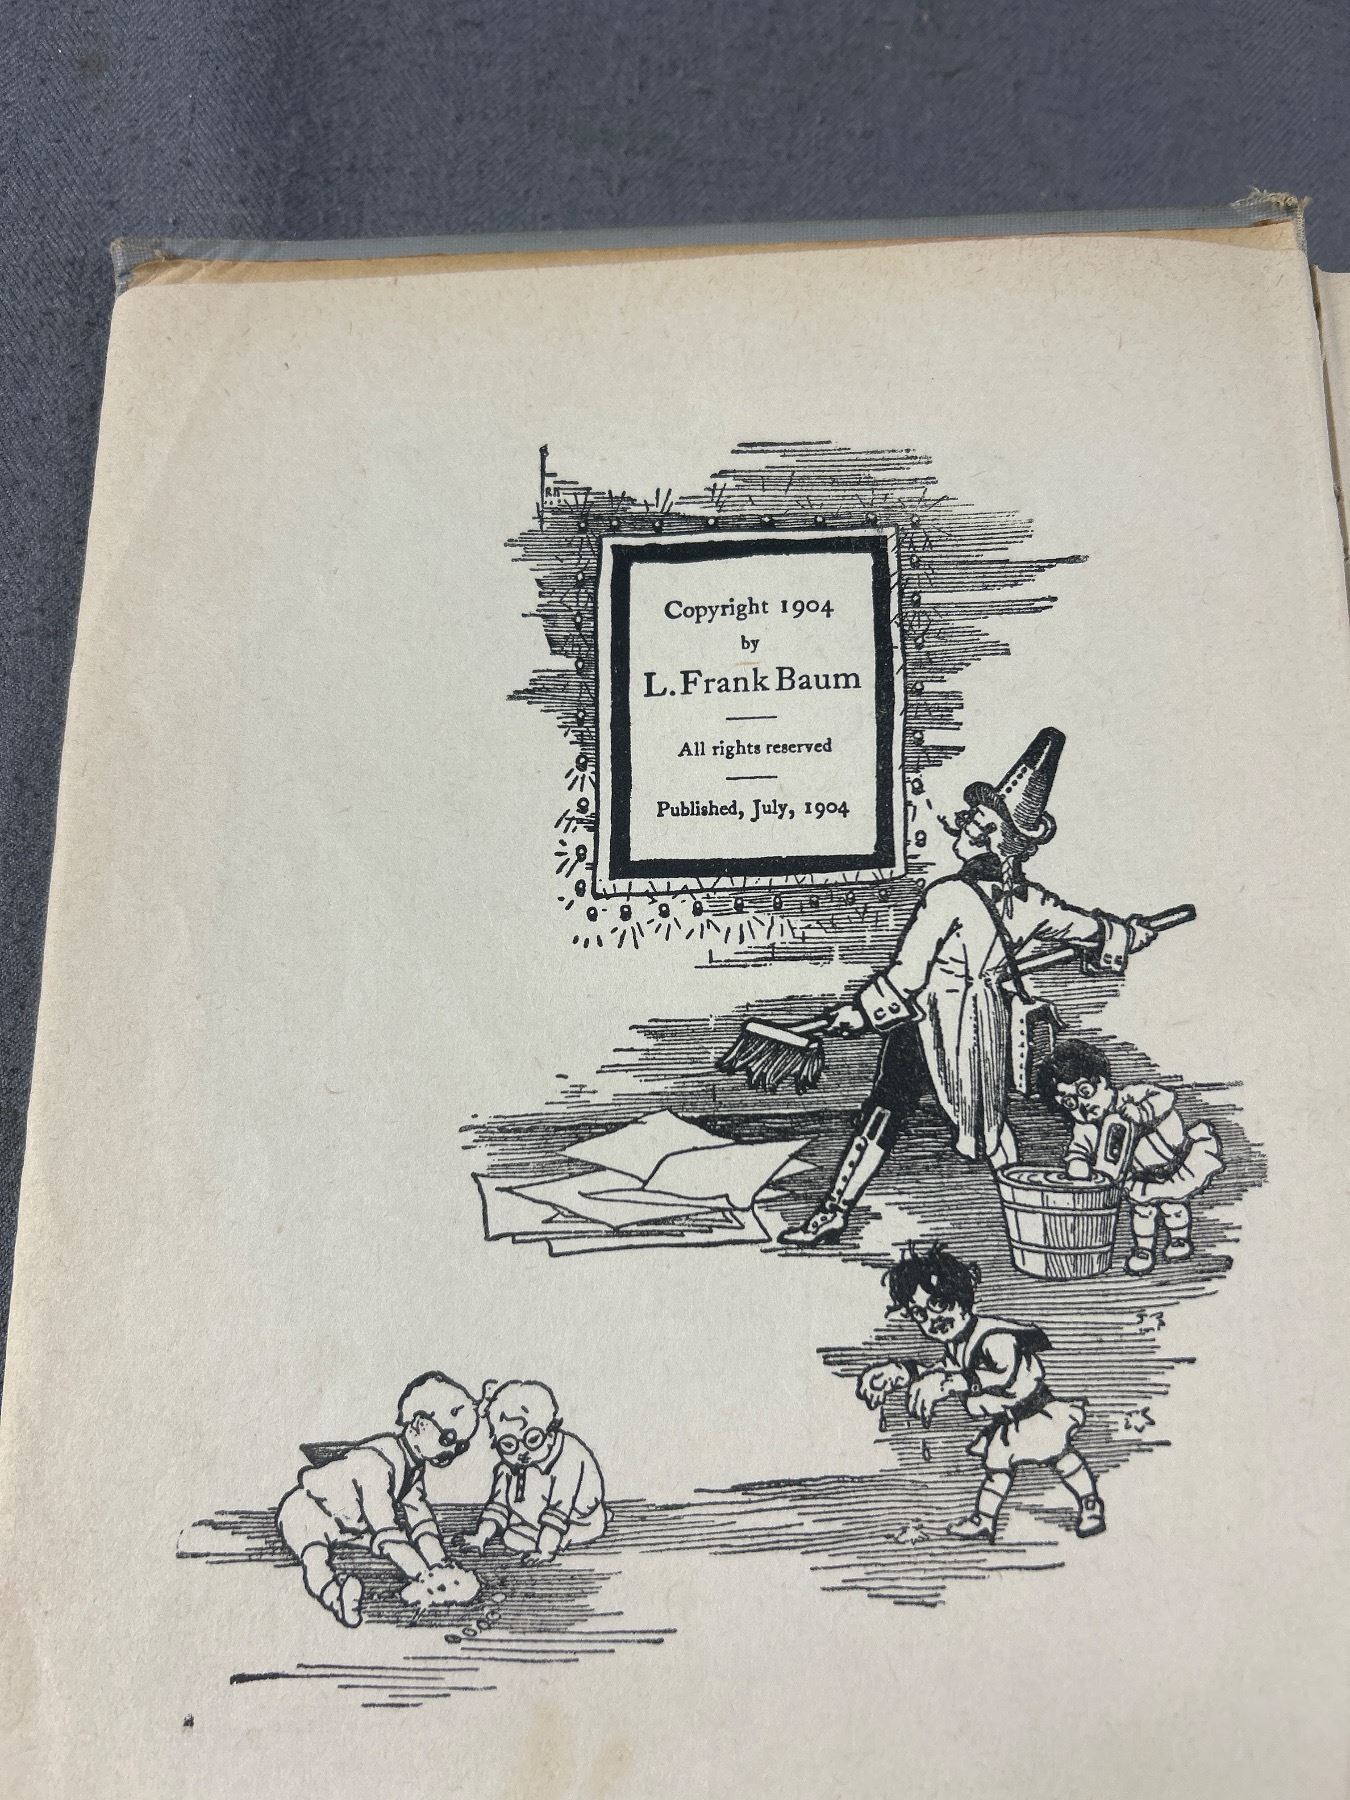 Copyright 1904
by
L. Frank Baum
All rights reserved
Published, July, 1904